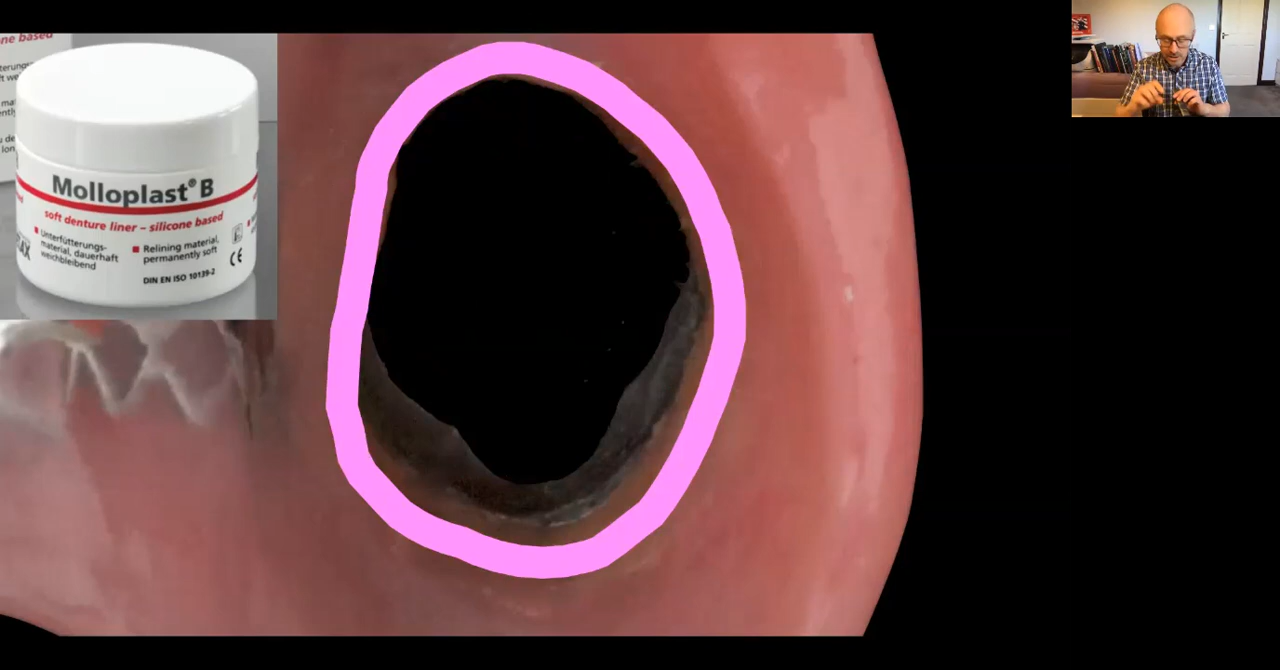 ne based
Molloplast® B
soft denture liner – silicone based
Unterfütterungs-
material, dauerhaft
weichbleibend
Relining material,
permanently soft
DIN EN ISO 10139-2
CE